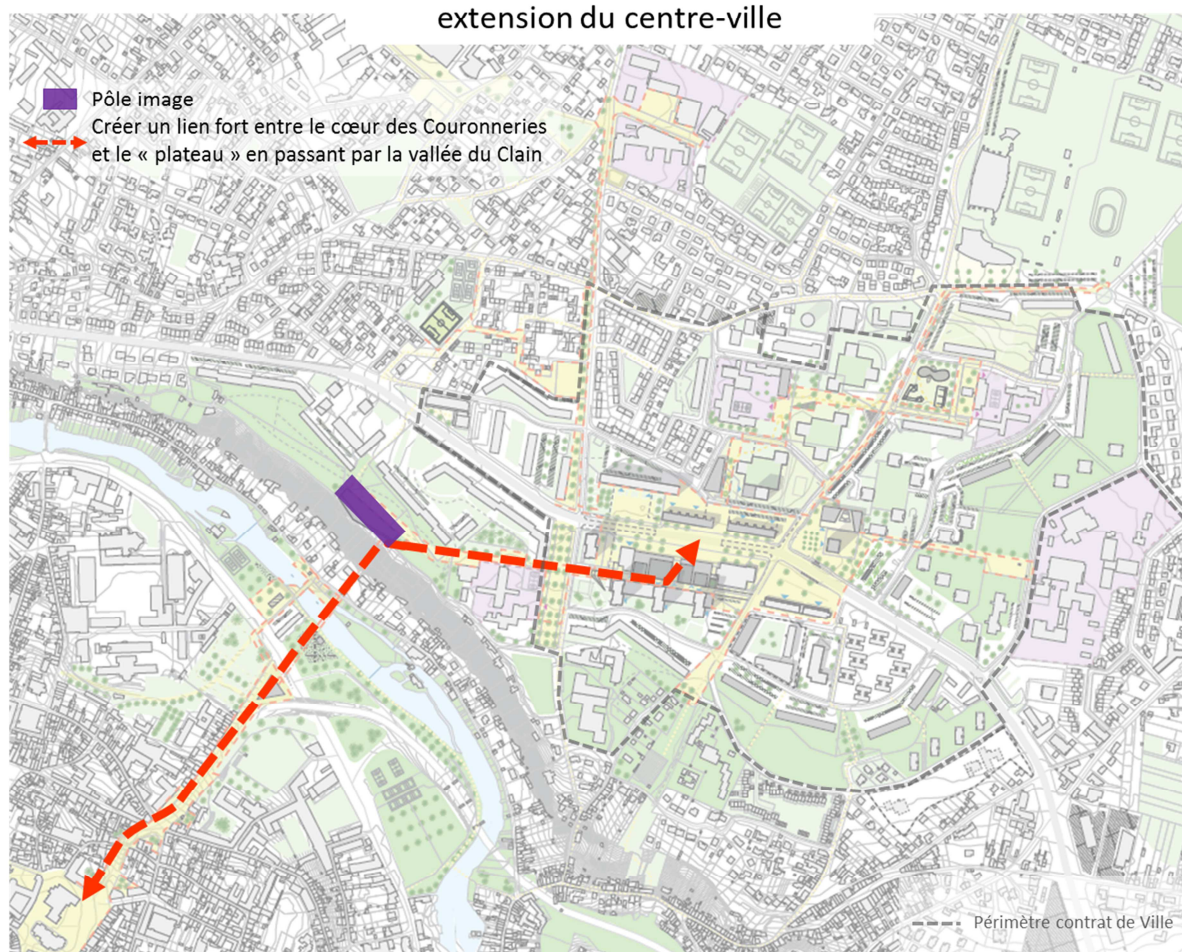 extension du centre-ville
Pôle image
Créer un lien fort entre le cœur des Couronneries
et le « plateau » en passant par la vallée du Clain
Périmètre contrat de Ville